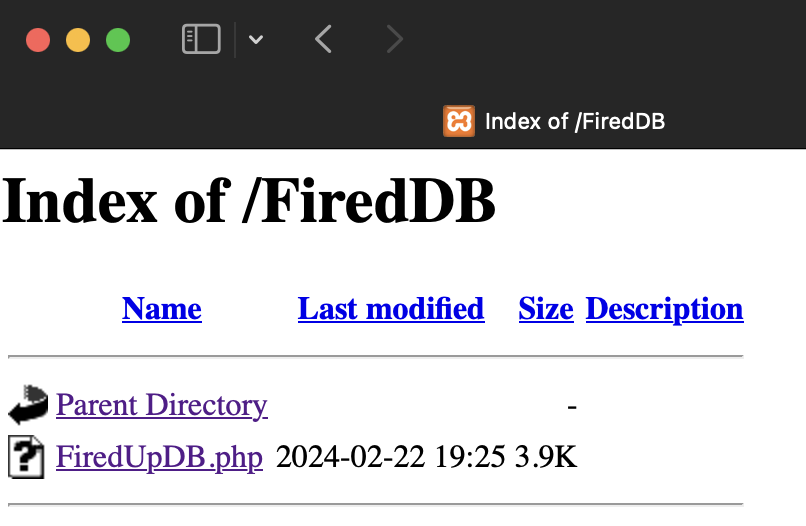 Index of /FiredDB
Index of /FiredDB
Name Last modified Size Description
Parent Directory -
FiredUpDB.php 2024-02-22 19:25 3.9K